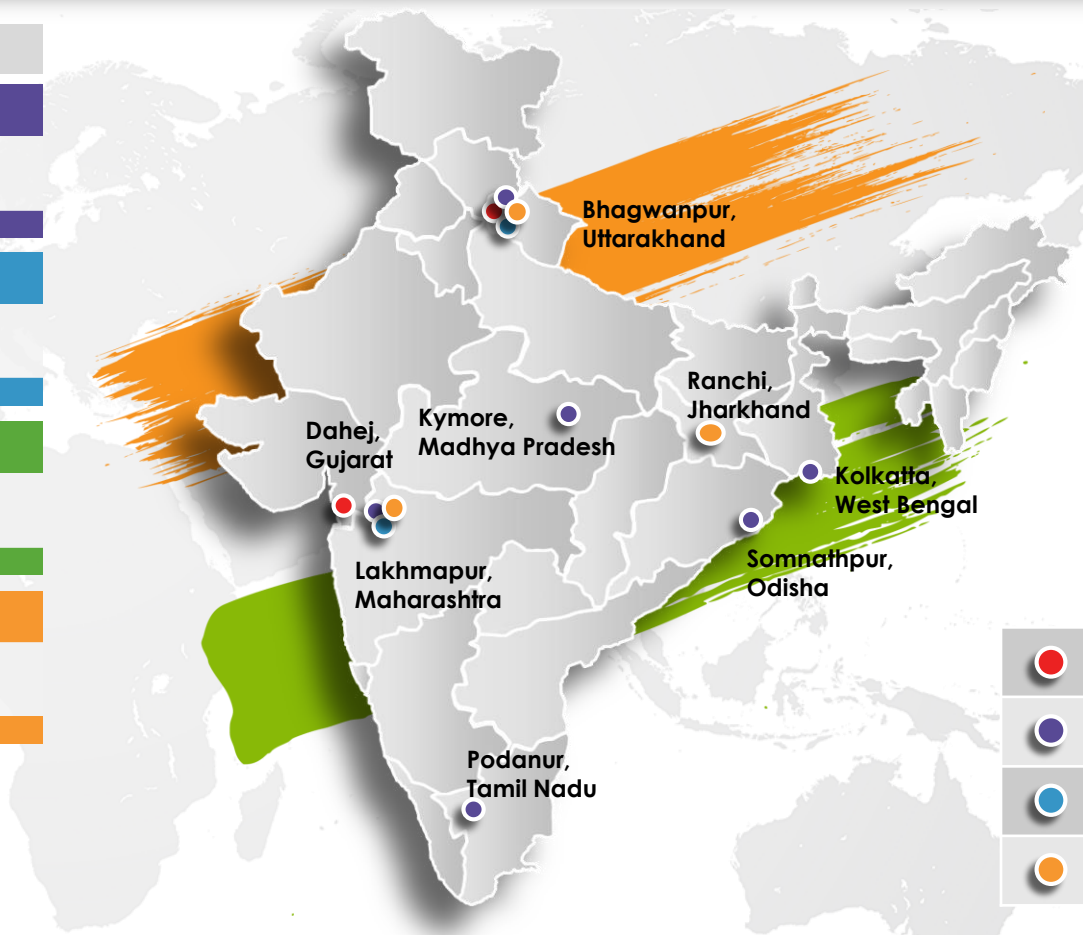 Bhagwanpur,
Uttarakhand
Ranchi,
Jharkhand
Kymore,
Madhya Pradesh
Dahej,
Gujarat
Kolkatta,
West Bengal
Somnathpur,
Odisha
Lakhmapur,
Maharashtra
Podanur,
Tamil Nadu